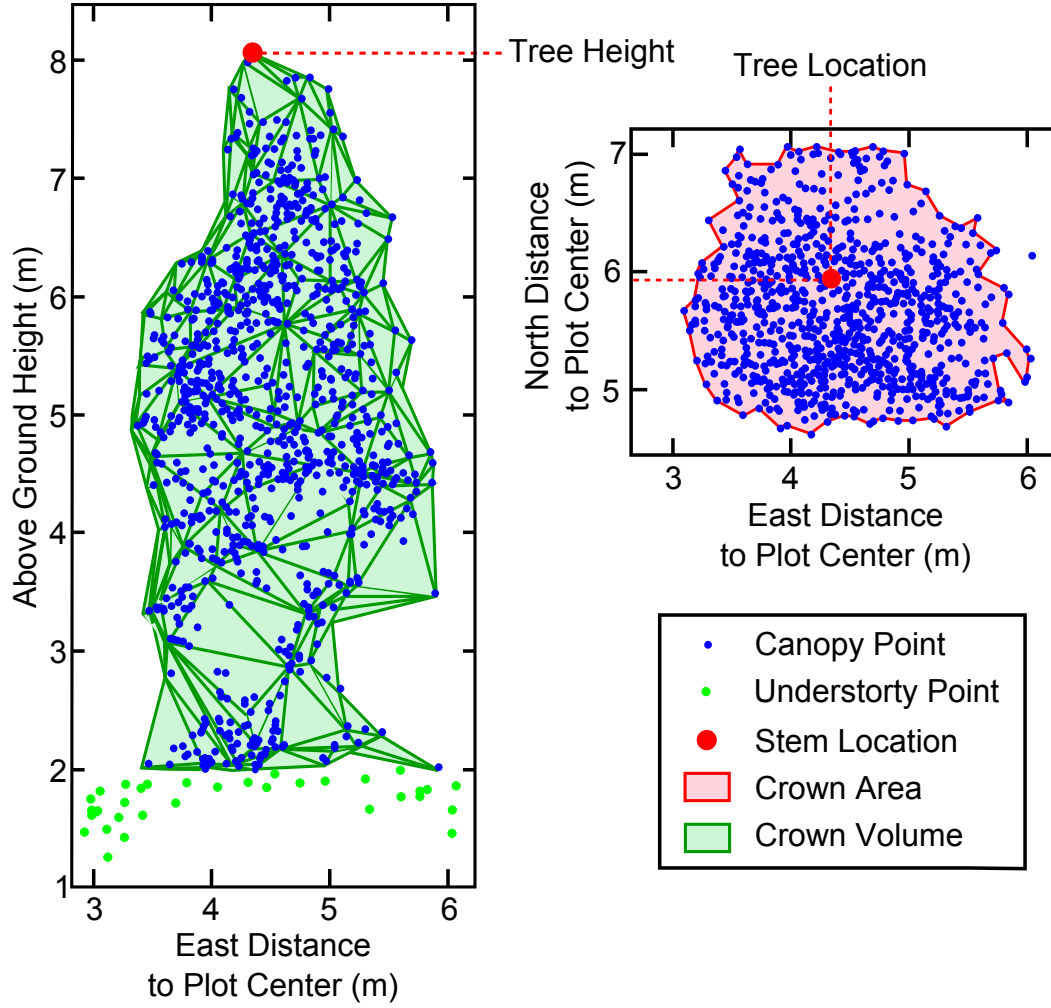 8
7
6
5
4
3
2
1
Above Ground Height (m)
3 4 5 6
East Distance
to Plot Center (m)
Tree Height
Tree Location
7
6
5
North Distance
to Plot Center (m)
3 4 5 6
East Distance
to Plot Center (m)
Canopy Point
Understorty Point
Stem Location
Crown Area
Crown Volume